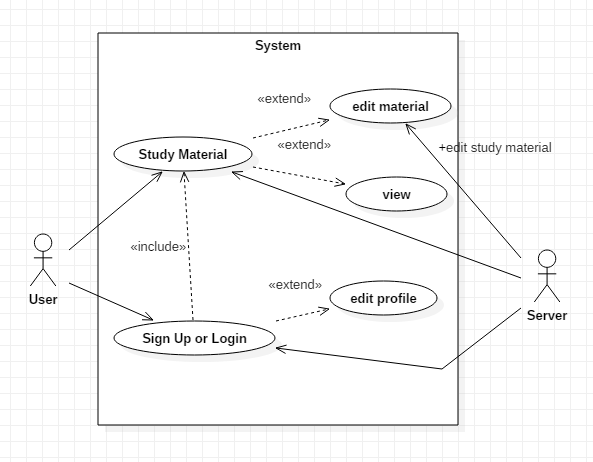 System
«extend»
edit material
+edit study material
«extend»
Study Material
view
«include»
User
«extend»
edit profile
Server
Sign Up or Login